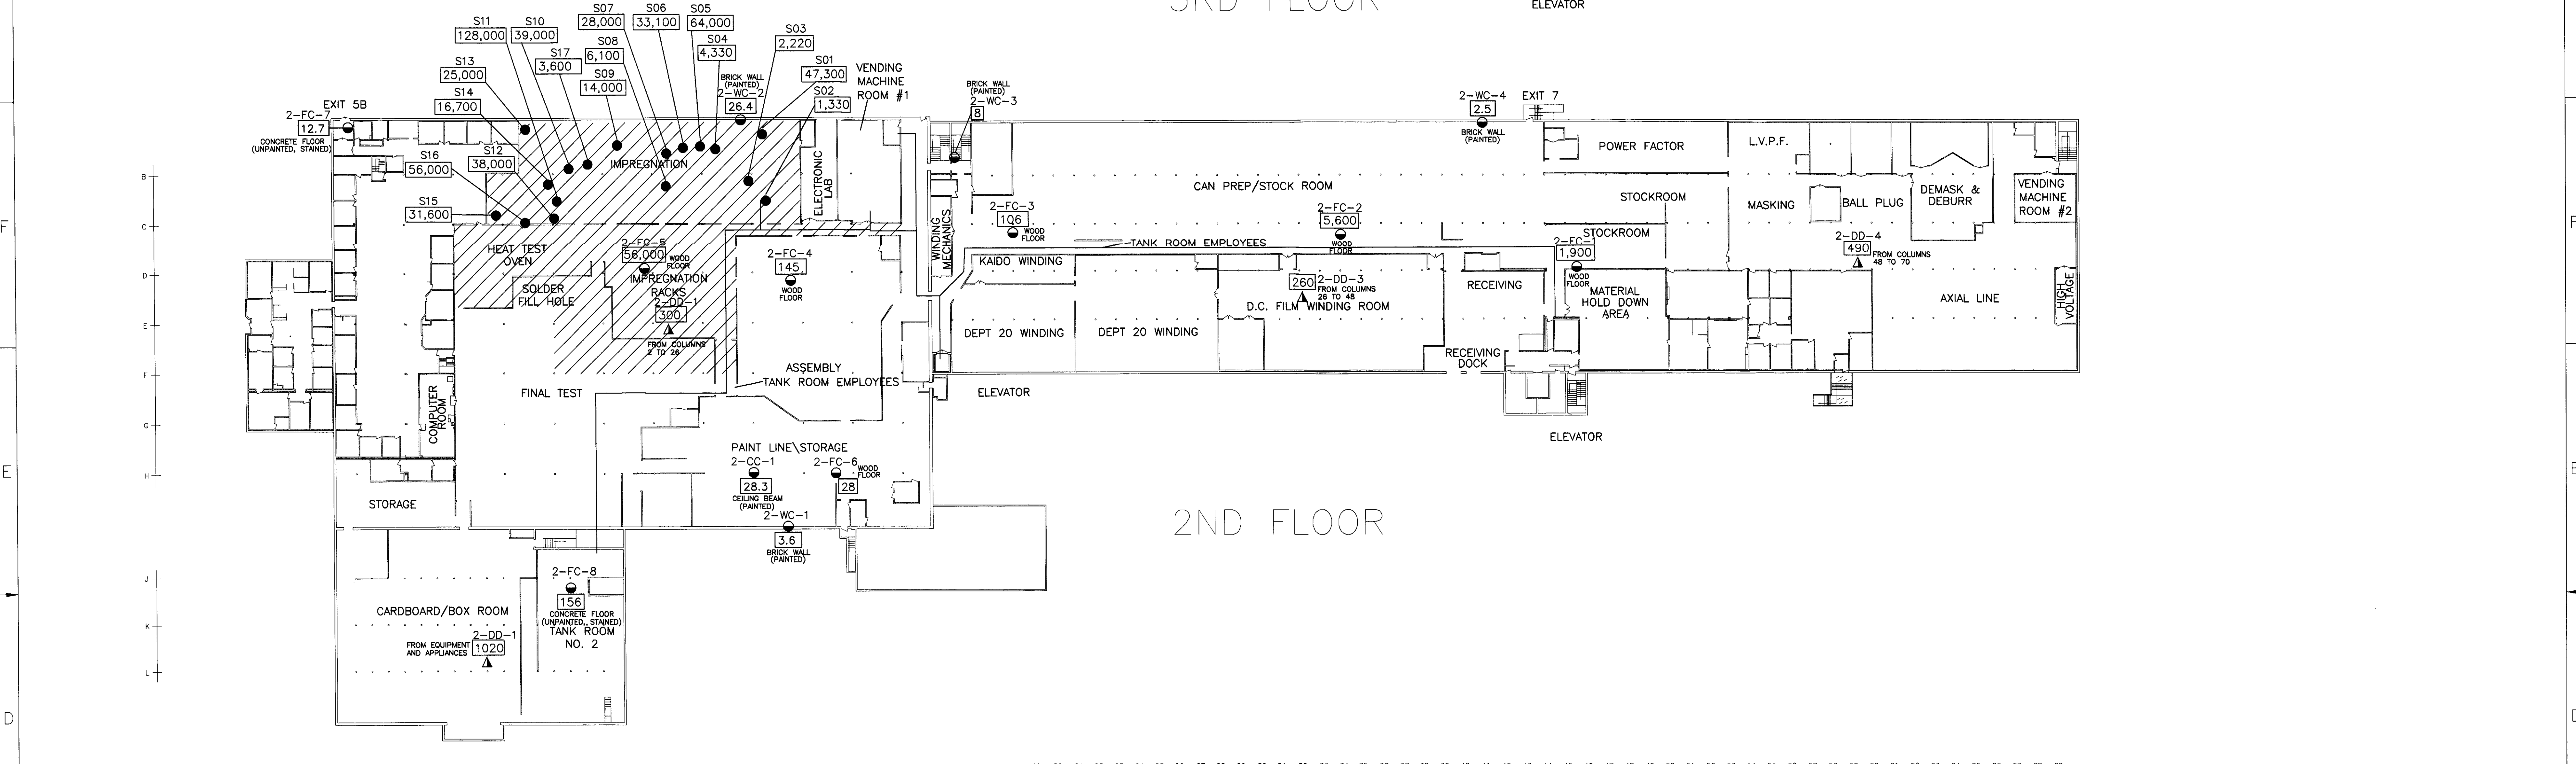 3RD FLOOR
ELEVATOR
S11
128,000
S10
39,000
S07
28,000
S06
33,100
S05
64,000
S04
4,330
S03
2,220
S08
6,100
S17
3,600
S13
25,000
S09
14,000
S01
47,300
S02
1,330
S14
16,700
VENDING
MACHINE
ROOM #1
BRICK WALL
(PAINTED)
2-WC-2
26.4
BRICK WALL
(PAINTED)
2-WC-3
8
2-WC-4
2.5
BRICK WALL
(PAINTED)
EXIT 7
EXIT 5B
2-FC-7
12.7
CONCRETE FLOOR
(UNPAINTED, STAINED)
S16
56,000
S12
38,000
S15
31,600
IMPREGNATION
ELECTRONIC
LAB
WINDING
MECHANICS
CAN PREP/STOCK ROOM
POWER FACTOR
L.V.P.F.
STOCKROOM
STOCKROOM
MASKING
BALL PLUG
DEMASK &
DEBURR
VENDING
MACHINE
ROOM #2
2-FC-3
106
WOOD
FLOOR
2-FC-2
5,600
WOOD
FLOOR
2-FC-1
1,900
WOOD
FLOOR
2-DD-4
490
FROM COLUMNS
48 TO 70
TANK ROOM EMPLOYEES
HEAT TEST
OVEN
2-FC-5
56,000
WOOD
FLOOR
IMPREGNATION
RACKS
2-DD-1
300
FROM COLUMNS
2 TO 26
SOLDER
FILL HOLE
2-FC-4
145
WOOD
FLOOR
KAIDO WINDING
DEPT 20 WINDING
DEPT 20 WINDING
260
2-DD-3
FROM COLUMNS
26 TO 48
D.C. FILM WINDING ROOM
RECEIVING
MATERIAL
HOLD DOWN
AREA
AXIAL LINE
HIGH
VOLTAGE
RECEIVING
DOCK
ASSEMBLY
TANK ROOM EMPLOYEES
FINAL TEST
COMPUTER
ROOM
ELEVATOR
ELEVATOR
PAINT LINE\STORAGE
2-CC-1
28.3
CEILING BEAM
(PAINTED)
2-FC-6
28
WOOD
FLOOR
2-WC-1
3.6
BRICK WALL
(PAINTED)
STORAGE
2ND FLOOR
2-FC-8
156
CONCRETE FLOOR
(UNPAINTED, STAINED)
TANK ROOM
NO. 2
CARDBOARD/BOX ROOM
2-DD-1
FROM EQUIPMENT
AND APPLIANCES
1020
B
C
D
E
F
G
H
J
K
L
F
E
D